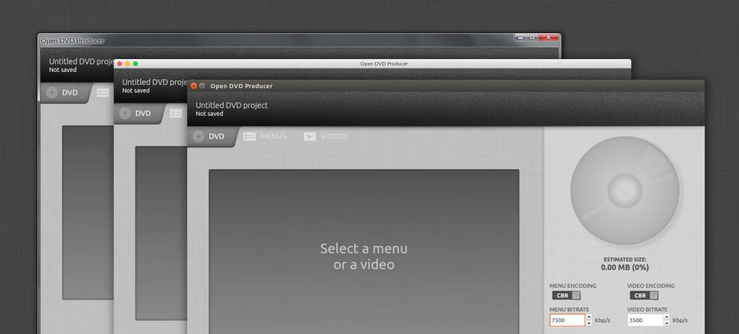 Open DVD Producer
Untitled DVD proje
Not saved
DVD
Open DVD Producer
Untitled DVD
Not saved
DVD
Open DVD Producer
Untitled DVD project
Not saved
DVD
MENUS
VIDEOS
Select a menu
or a video
ESTIMATED SIZE:
0.00 MB (0%)
MENU ENCODING
VIDEO ENCODING
CBR
CBR
MENU BITRATE
VIDEO BITRATE
7500 Kbp/s
3500 Kbp/s